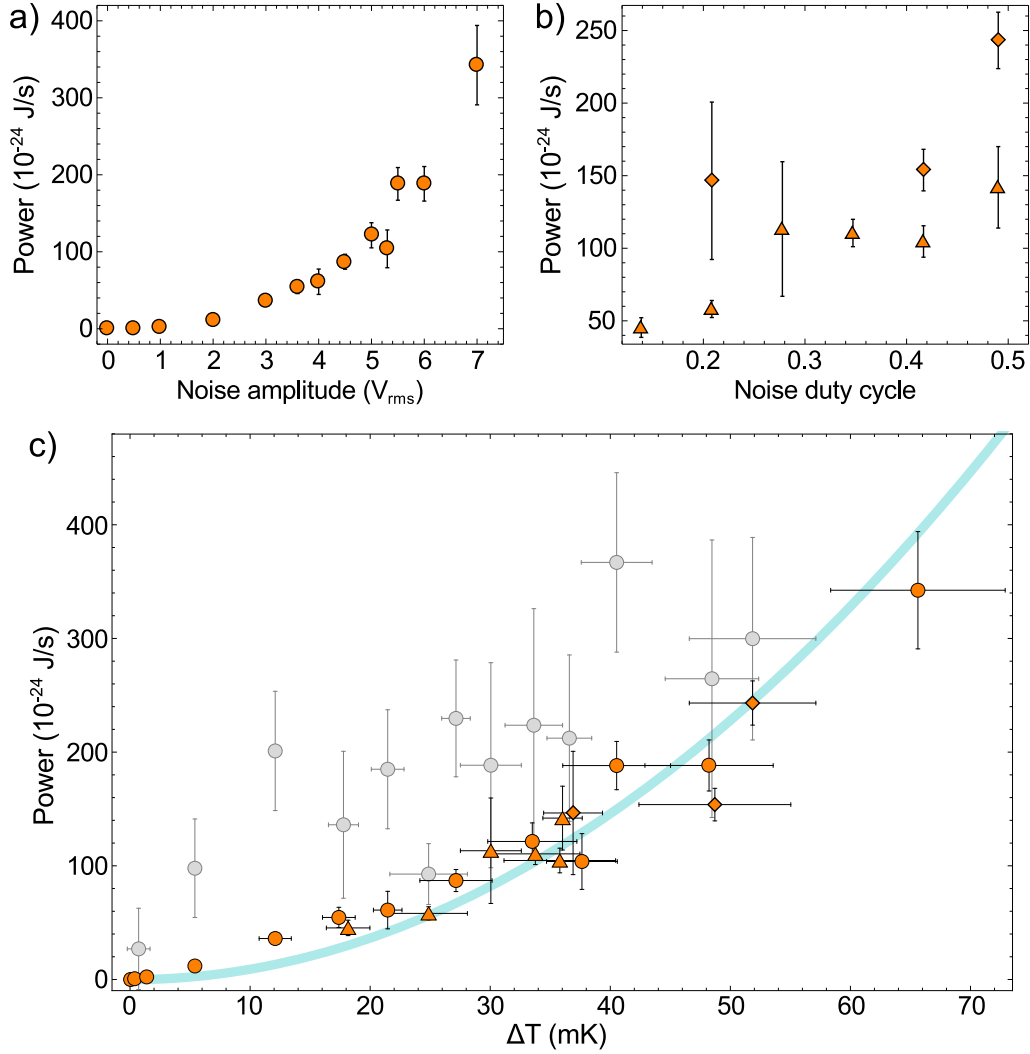 a)
Power (10⁻²⁴ J/s)
400
300
200
100
0
0 1 2 3 4 5 6 7
Noise amplitude (Vrms)
b)
Power (10⁻²⁴ J/s)
250
200
150
100
50
0.2 0.3 0.4 0.5
Noise duty cycle
c)
Power (10⁻²⁴ J/s)
400
300
200
100
0
0 10 20 30 40 50 60 70
ΔT (mK)